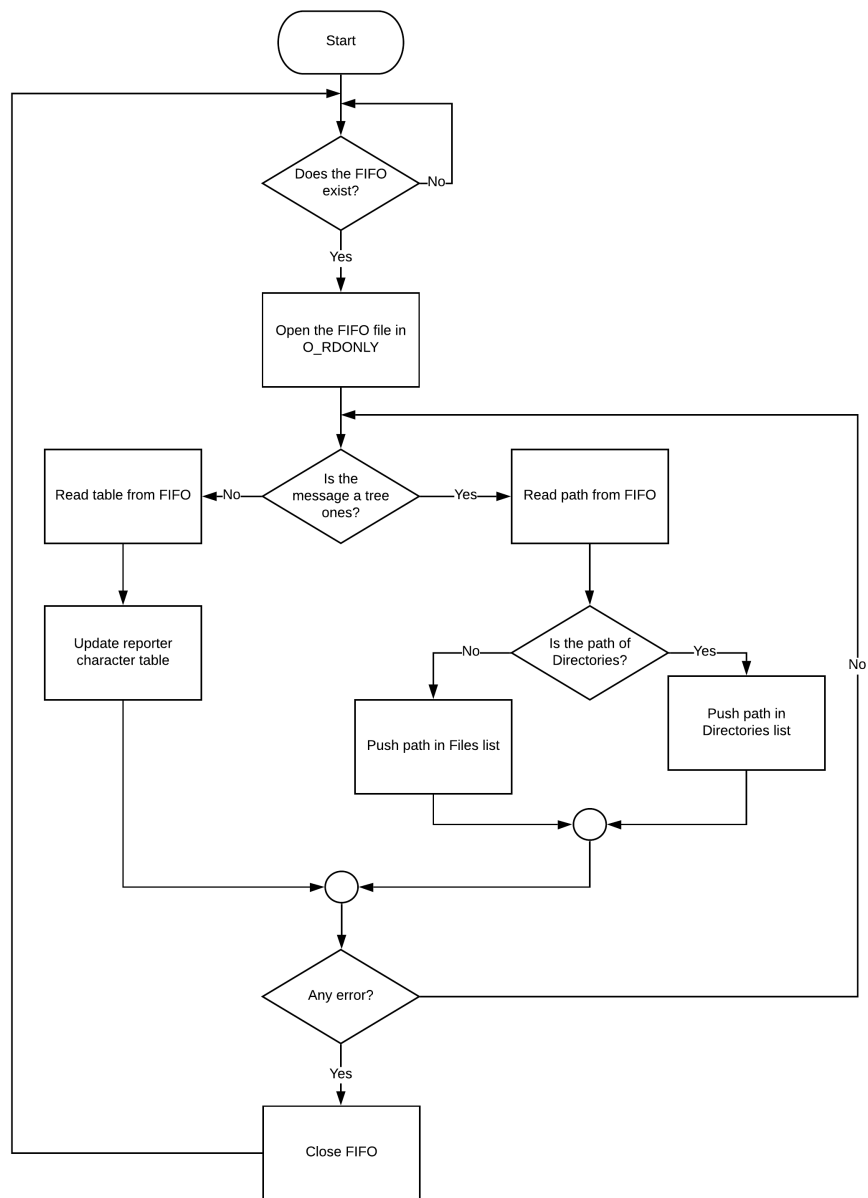 Start
Does the FIFO
exist?
No
Yes
Open the FIFO file in
O_RDONLY
Is the
message a tree
ones?
No
Yes
Read table from FIFO
Read path from FIFO
Update reporter
character table
Is the path of
Directories?
No
Yes
No
Push path in Files list
Push path in
Directories list
Any error?
Yes
Close FIFO